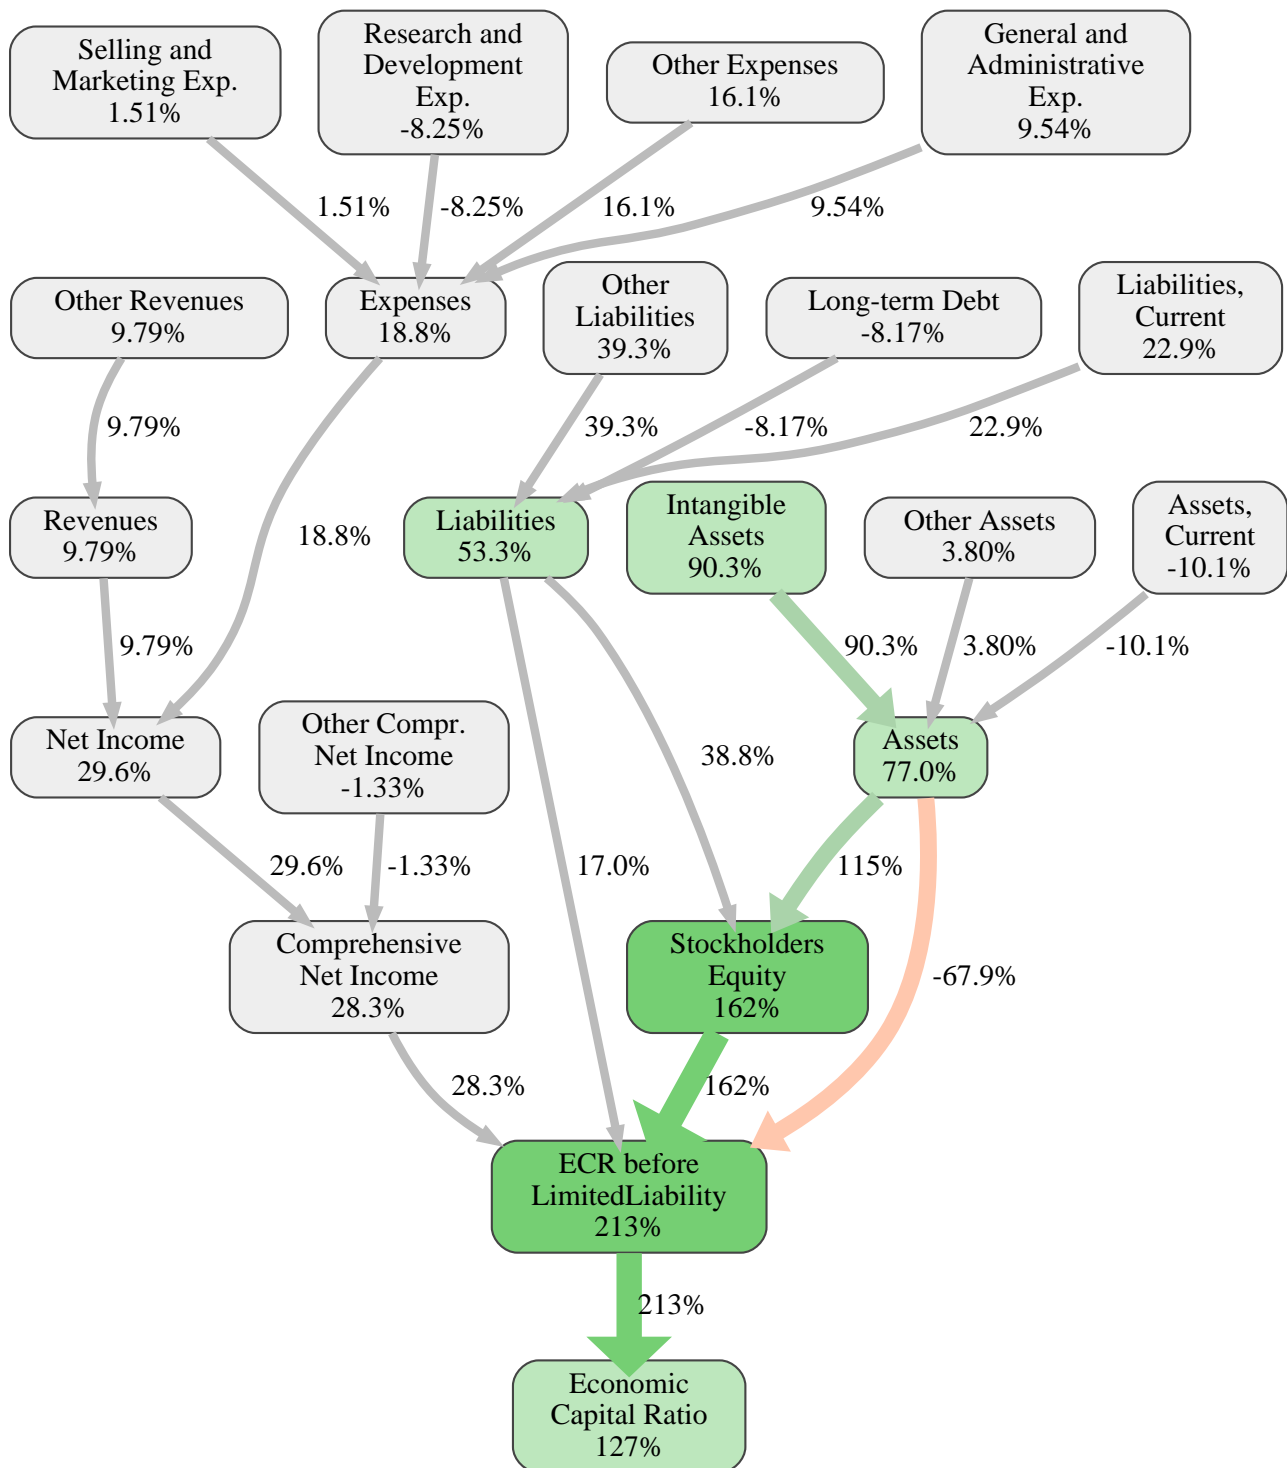 Selling and
Marketing Exp.
1.51%
Research and
Development
Exp.
-8.25%
Other Expenses
16.1%
General and
Administrative
Exp.
9.54%
1.51%
-8.25%
16.1%
9.54%
Other Revenues
9.79%
Expenses
18.8%
Other
Liabilities
39.3%
Long-term Debt
-8.17%
Liabilities,
Current
22.9%
9.79%
39.3%
-8.17%
22.9%
Revenues
9.79%
18.8%
Liabilities
53.3%
Intangible
Assets
90.3%
Other Assets
3.80%
Assets,
Current
-10.1%
9.79%
90.3%
3.80%
-10.1%
Net Income
29.6%
Other Compr.
Net Income
-1.33%
38.8%
Assets
77.0%
29.6%
-1.33%
17.0%
115%
Comprehensive
Net Income
28.3%
Stockholders
Equity
162%
-67.9%
28.3%
162%
ECR before
LimitedLiability
213%
213%
Economic
Capital Ratio
127%